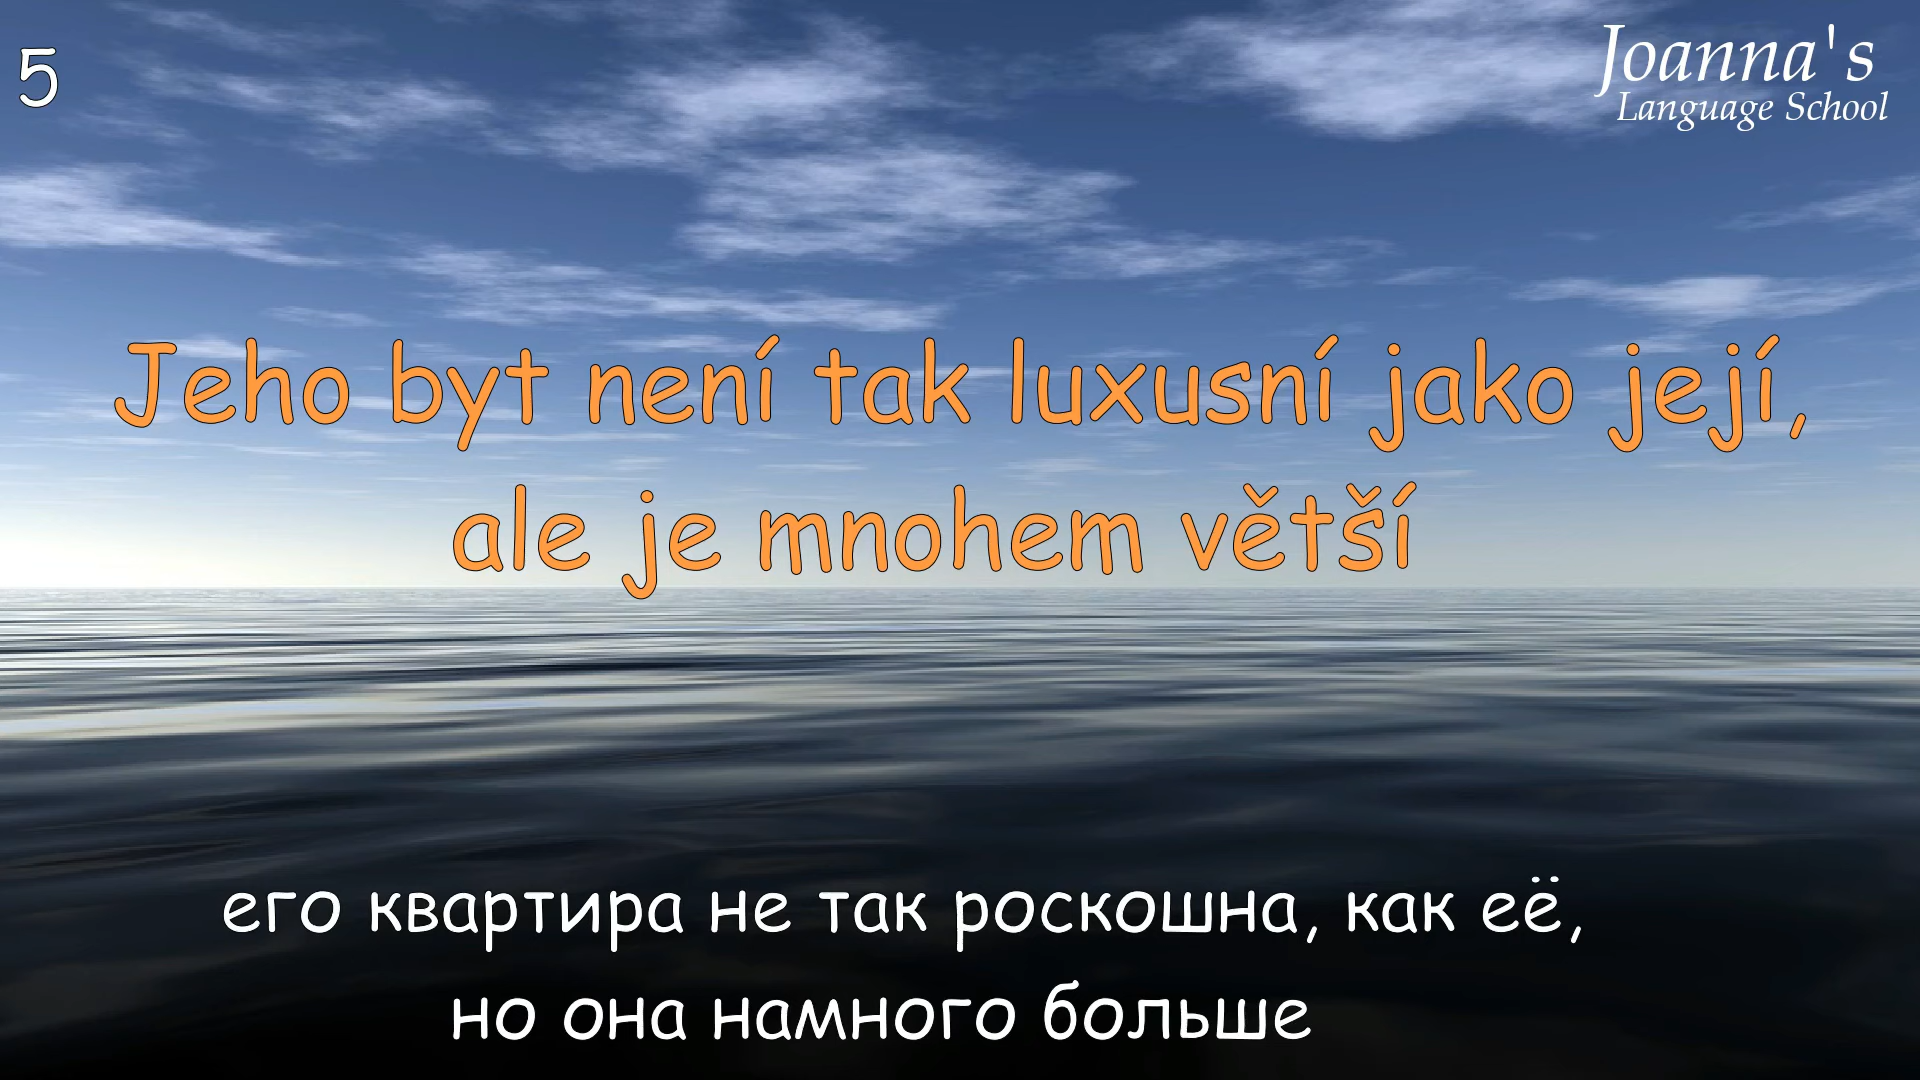 5
Joanna's
Language School
Jeho byt není tak luxusní jako její,
ale je mnohem větší
его квартира не так роскошна, как её,
но она намного больше